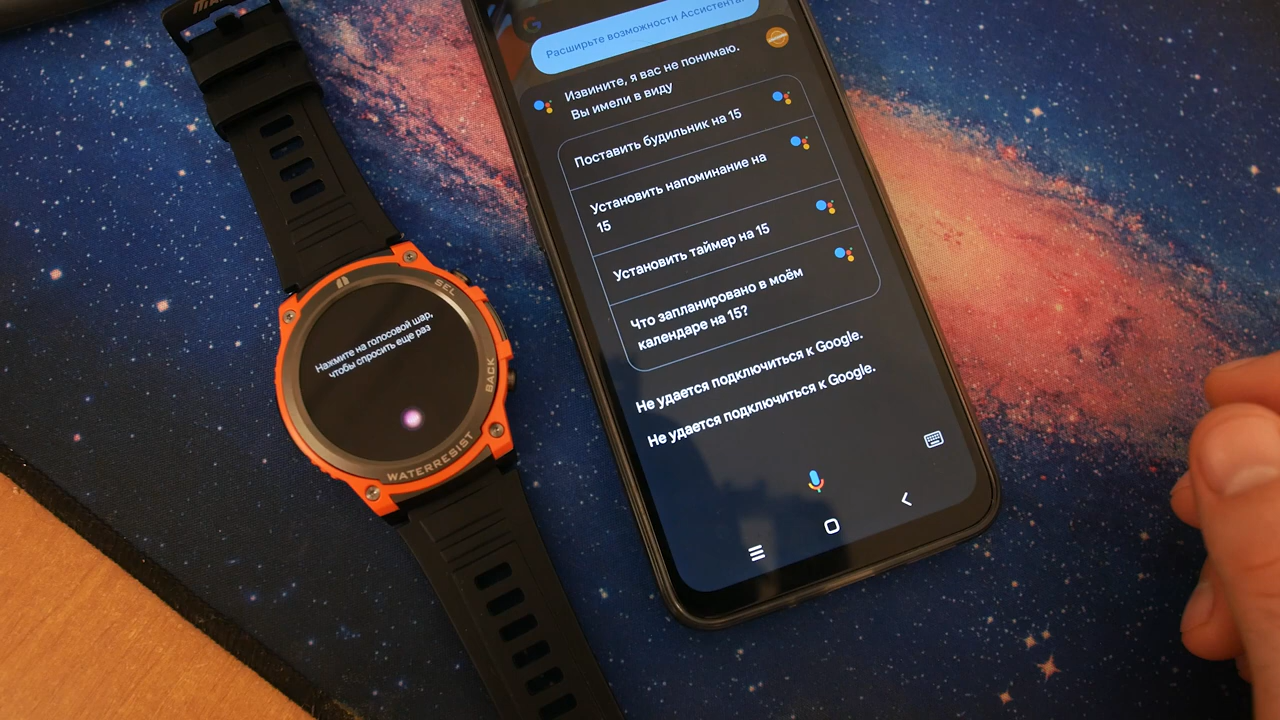 Нажмите на голосовой шар,
чтобы спросить еще раз
SEL
BACK
WATERRESIST
Расширьте возможности Ассистента
Извините, я вас не понимаю.
Вы имели в виду
Поставить будильник на 15
Установить напоминание на
15
Установить таймер на 15
Что запланировано в моём
календаре на 15?
Не удается подключиться к Google.
Не удается подключиться к Google.